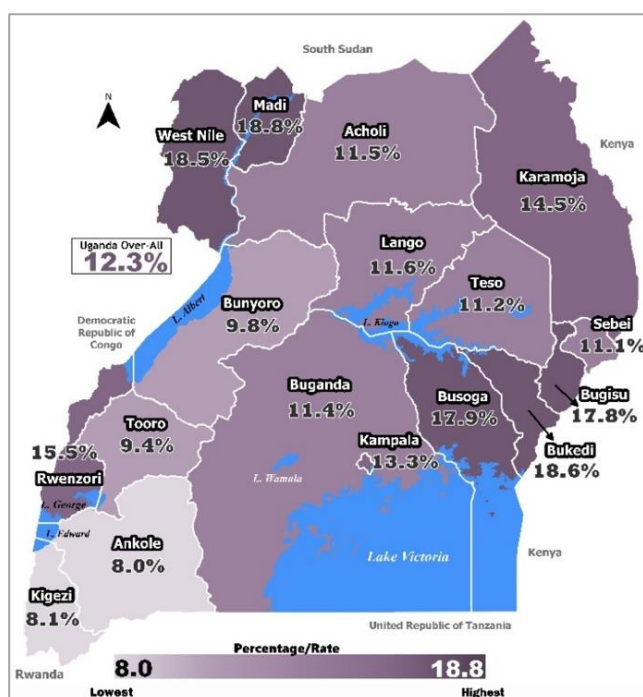 South Sudan
Madi
18.8%
West Nile
18.5%
Acholi
11.5%
Kenya
Karamoja
14.5%
Uganda Over-All
12.3%
Lango
11.6%
Teso
11.2%
L. Albert
Bunyoro
9.8%
L. Kioga
Democratic
Republic of
Congo
Sebei
11.1%
Buganda
11.4%
Busoga
17.9%
Bugisu
17.8%
Tooro
9.4%
Kampala
13.3%
Bukedi
18.6%
15.5%
Rwenzori
L. Wamala
L. George
L. Edward
Ankole
8.0%
Lake Victoria
Kenya
Kigezi
8.1%
United Republic of Tanzania
Rwanda
Percentage/Rate
8.0
18.8
Lowest
Highest